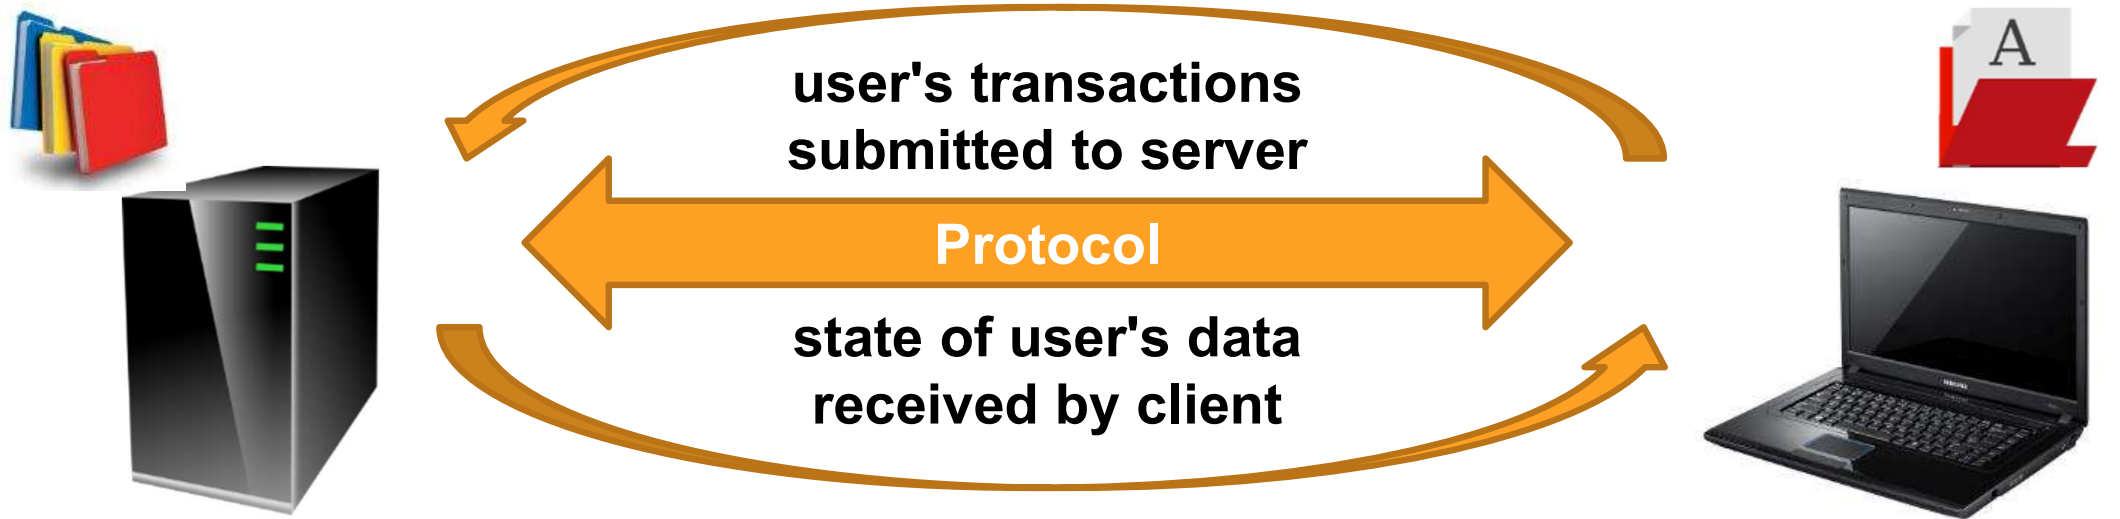 A
user's transactions
submitted to server
Protocol
state of user's data
received by client